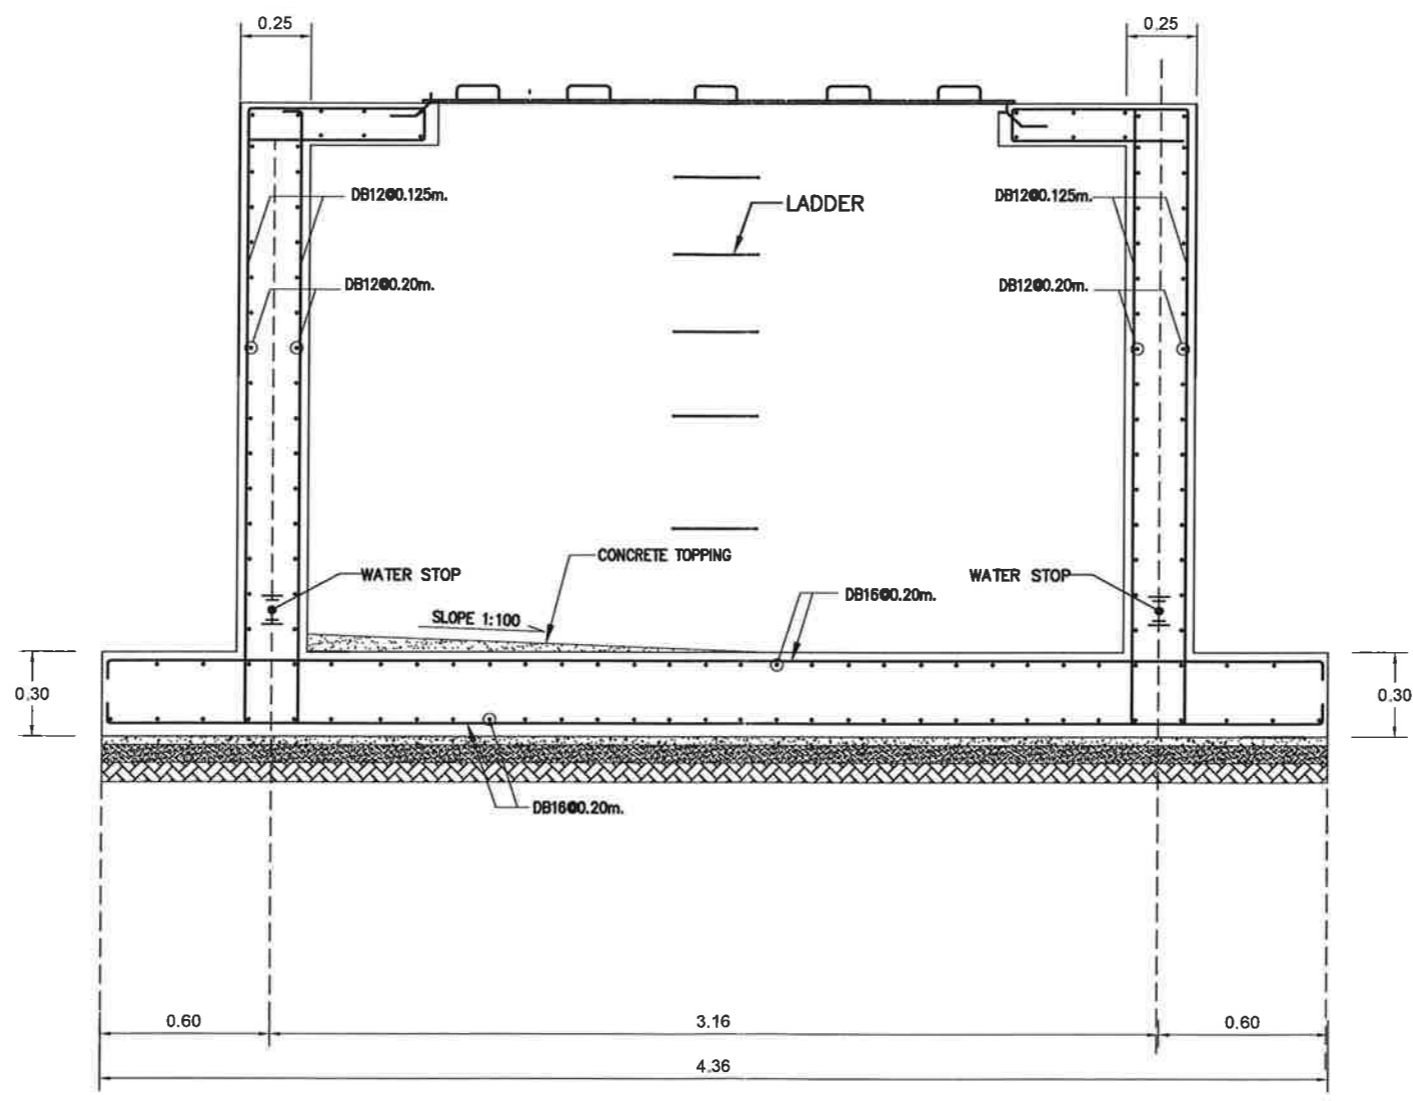 0.25
0.25
DB12@0.125m.
DB12@0.125m.
LADDER
DB12@0.20m.
DB12@0.20m.
CONCRETE TOPPING
WATER STOP
WATER STOP
DB16@0.20m.
SLOPE 1:100
0.30
0.30
DB16@0.20m.
0.60
3.16
0.60
4.36